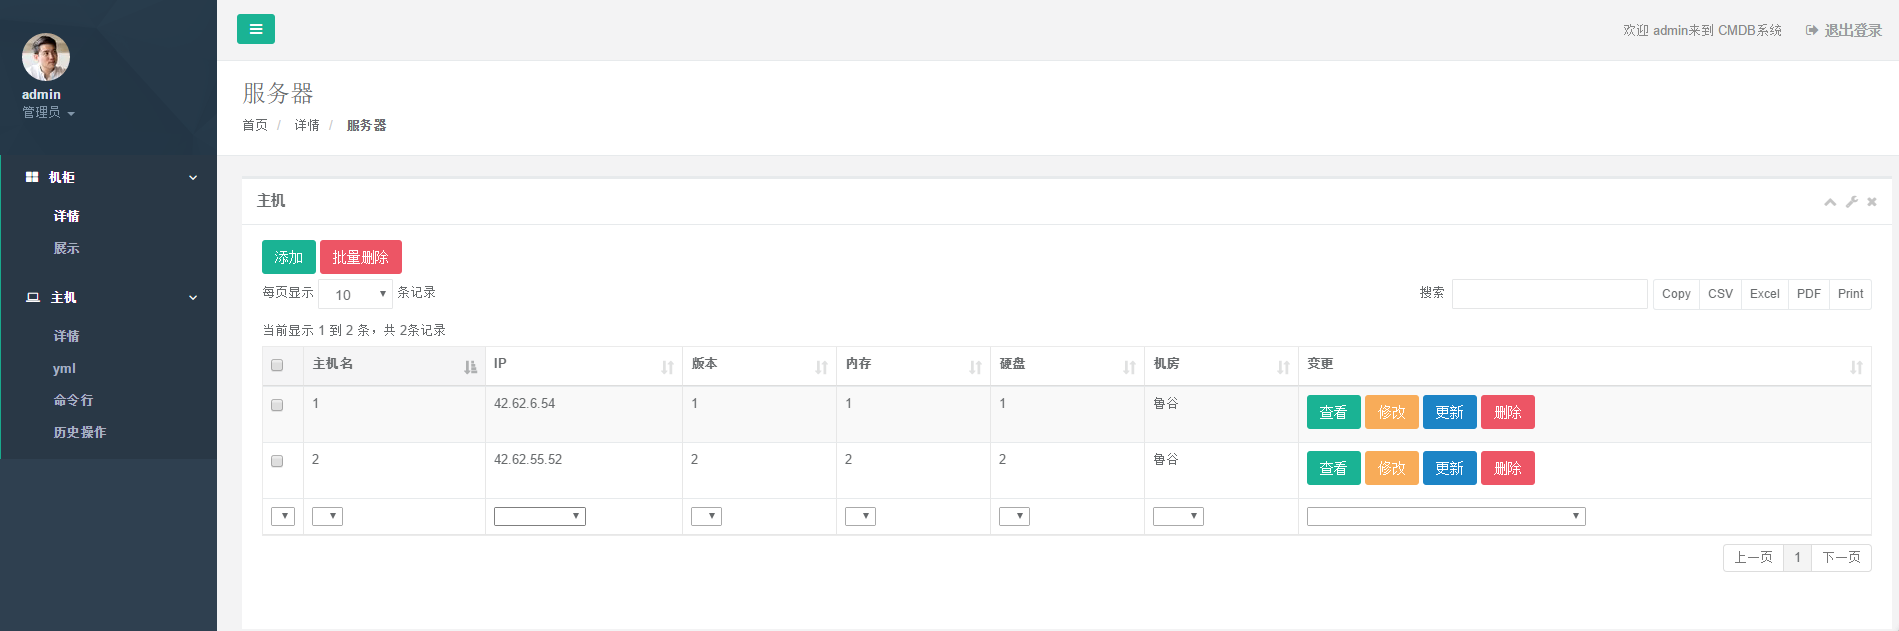 欢迎 admin来到 CMDB系统 退出登录
admin
管理员
机柜
详情
展示
主机
详情
yml
命令行
历史操作
服务器
首页 / 详情 / 服务器
主机
添加 批量删除
每页显示 10 条记录 搜索 Copy CSV Excel PDF Print
当前显示 1 到 2 条，共 2条记录
主机名 IP 版本 内存 硬盘 机房 变更
1 42.62.6.54 1 1 1 鲁谷 查看 修改 更新 删除
2 42.62.55.52 2 2 2 鲁谷 查看 修改 更新 删除
上一页 1 下一页